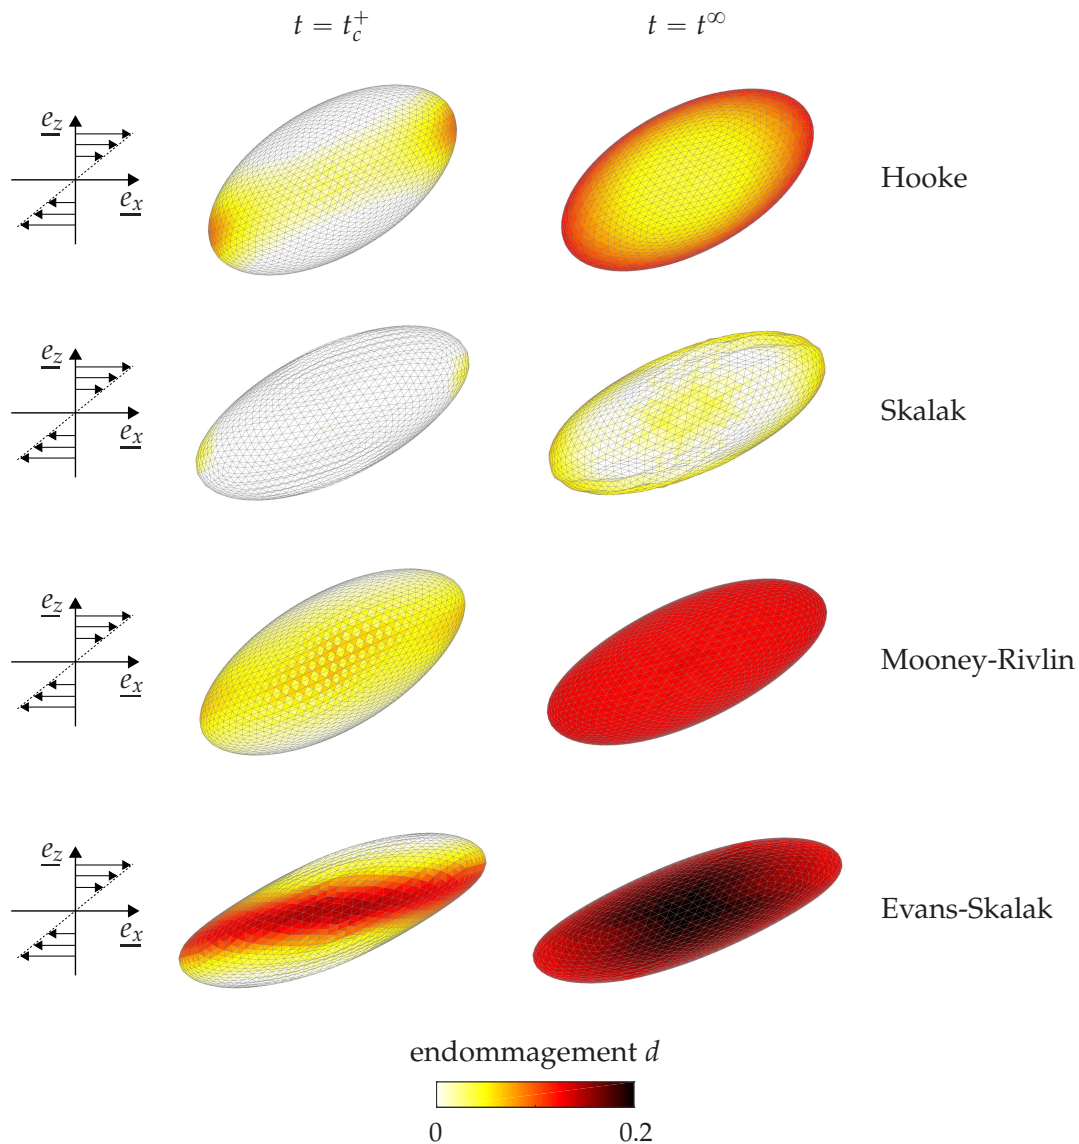 t = t_c^+
t = t^∞
e_z
e_x
Hooke
e_z
e_x
Skalak
e_z
e_x
Mooney-Rivlin
e_z
e_x
Evans-Skalak
endommagement d
0 0.2